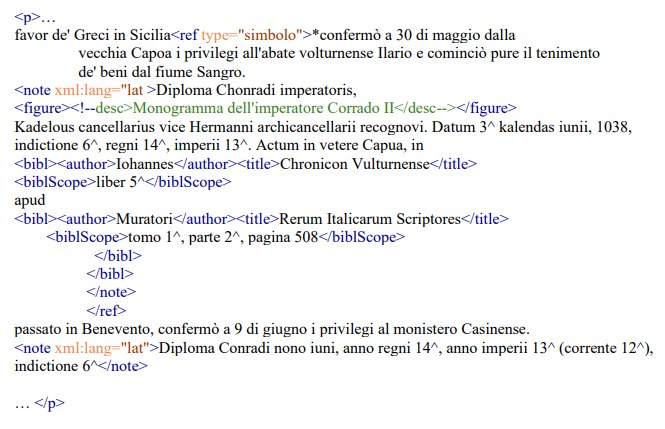 <p>…
favor de' Greci in Sicilia<ref type="simbolo">*confermò a 30 di maggio dalla
vecchia Capoa i privilegi all'abate volturnense Ilario e cominciò pure il tenimento
de' beni dal fiume Sangro.
<note xml:lang="lat >Diploma Chonradi imperatoris,
<figure><!--desc>Monogramma dell'imperatore Corrado II</desc--></figure>
Kadelous cancellarius vice Hermanni archicancellarii recognovi. Datum 3^ kalendas iunii, 1038,
indictione 6^, regni 14^, imperii 13^. Actum in vetere Capua, in
<bibl><author>Iohannes</author><title>Chronicon Vulturnense</title>
<biblScope>liber 5^</biblScope>
apud
<bibl><author>Muratori</author><title>Rerum Italicarum Scriptores</title>
<biblScope>tomo 1^, parte 2^, pagina 508</biblScope>
</bibl>
</bibl>
</note>
</ref>
passato in Benevento, confermò a 9 di giugno i privilegi al monistero Casinense.
<note xml:lang="lat">Diploma Conradi nono iuni, anno regni 14^, anno imperii 13^ (corrente 12^),
indictione 6^</note>
… </p>